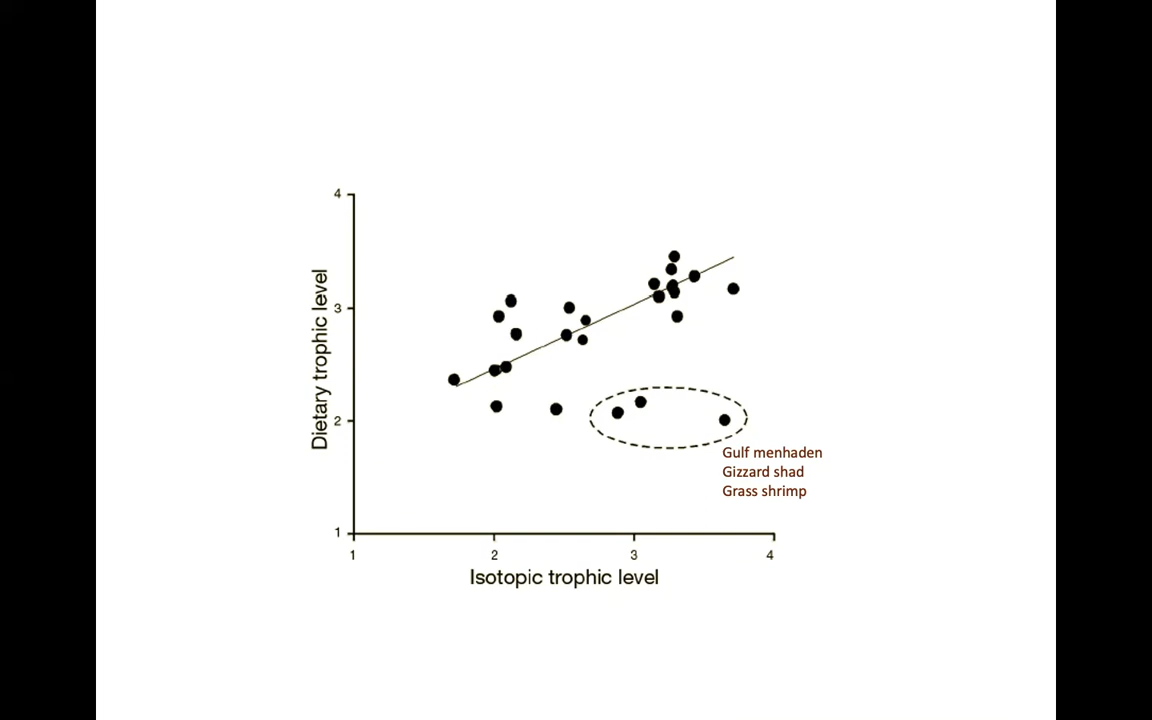 4
3
2
1
Dietary trophic level
1
2
3
4
Isotopic trophic level
Gulf menhaden
Gizzard shad
Grass shrimp